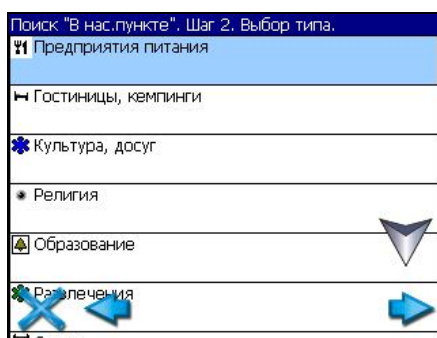 Поиск "В нас.пункте". Шаг 2. Выбор типа.
Предприятия питания
Гостиницы, кемпинги
Культура, досуг
Религия
Образование
Развлечения